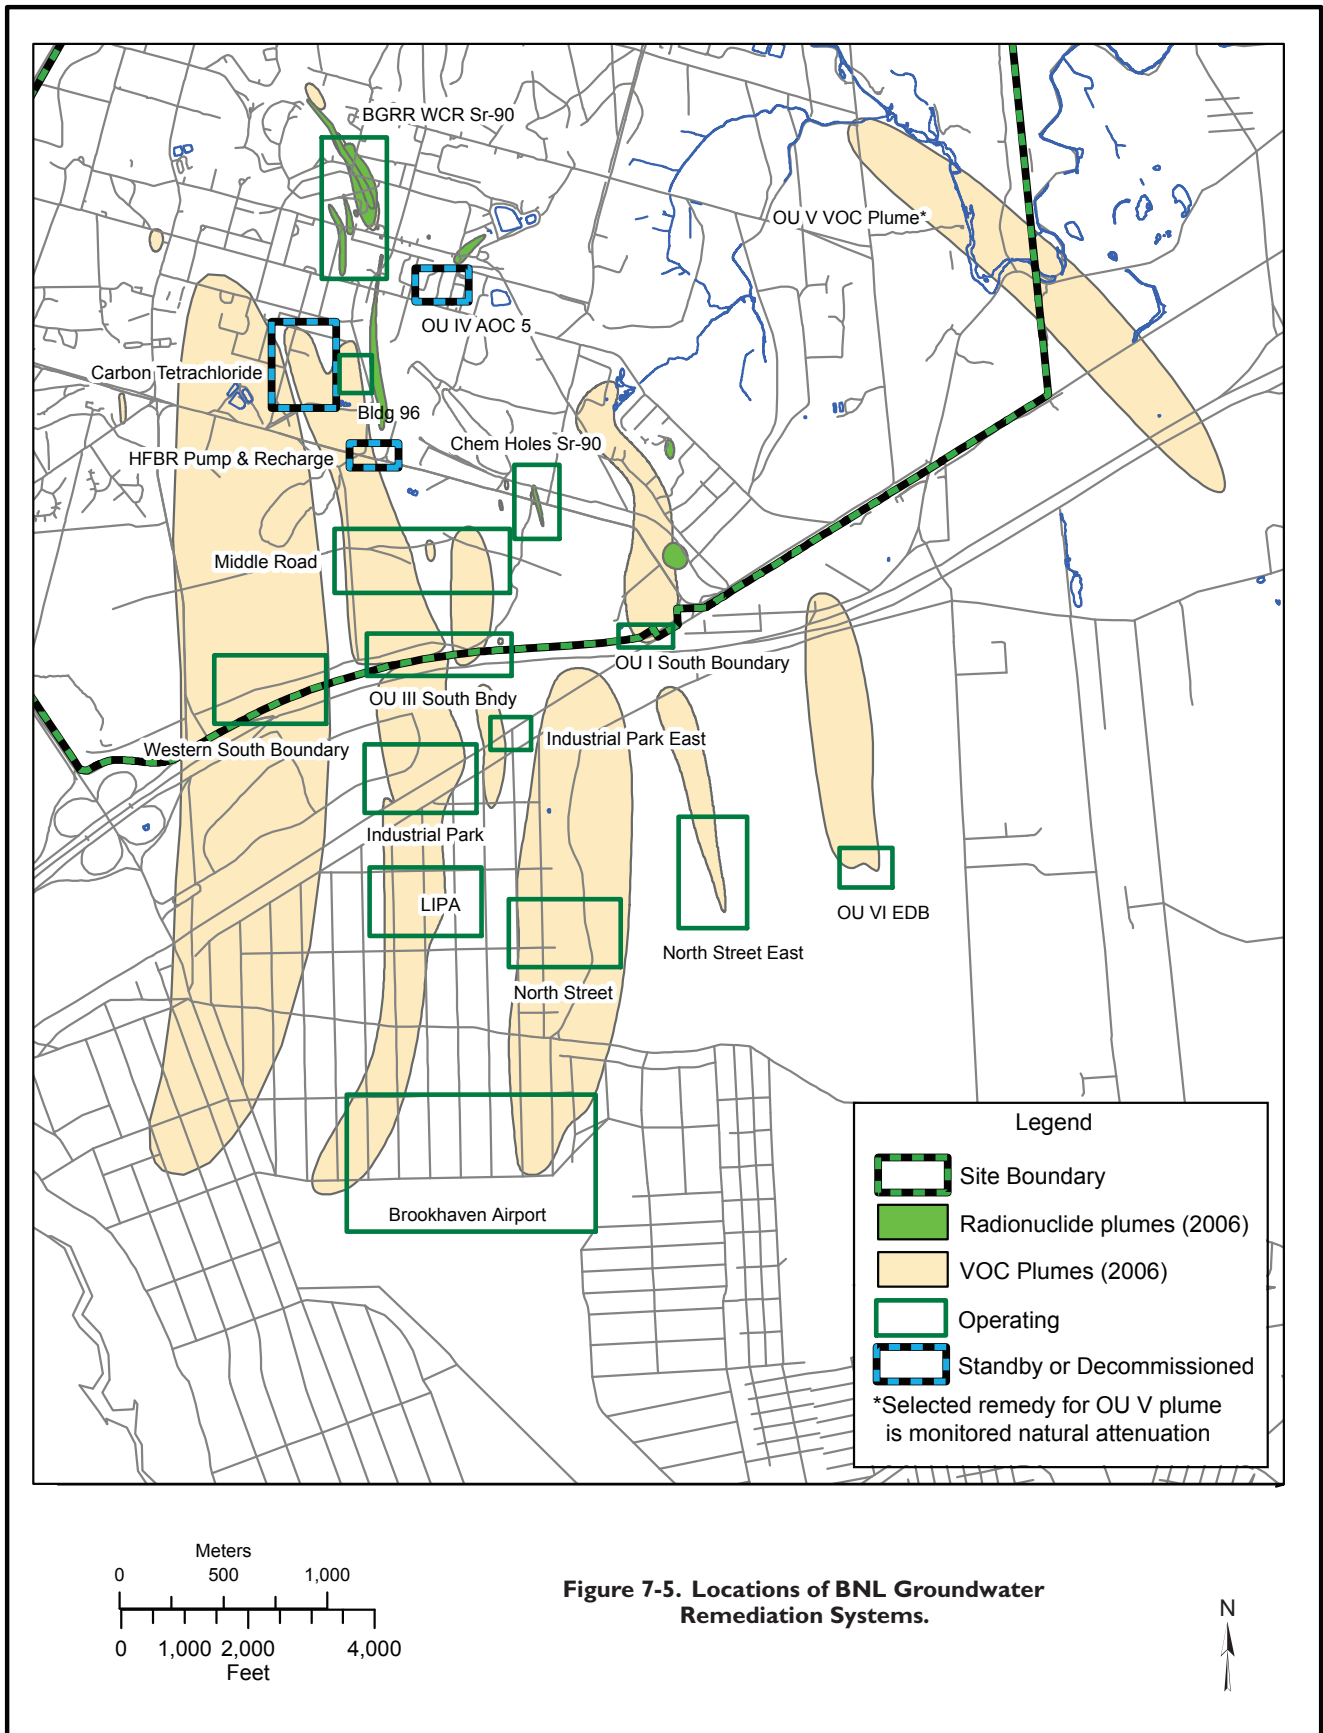 BGRR WCR Sr-90
OU V VOC Plume*
OU IV AOC 5
Carbon Tetrachloride
Bldg 96
Chem Holes Sr-90
HFBR Pump & Recharge
Middle Road
OU I South Boundary
OU III South Bndy
Industrial Park East
Western South Boundary
Industrial Park
LIPA
OU VI EDB
North Street East
North Street
Brookhaven Airport
Legend
Site Boundary
Radionuclide plumes (2006)
VOC Plumes (2006)
Operating
Standby or Decommissioned
*Selected remedy for OU V plume
is monitored natural attenuation
Meters
0 500 1,000
0 1,000 2,000 4,000
Feet
Figure 7-5. Locations of BNL Groundwater
Remediation Systems.
N